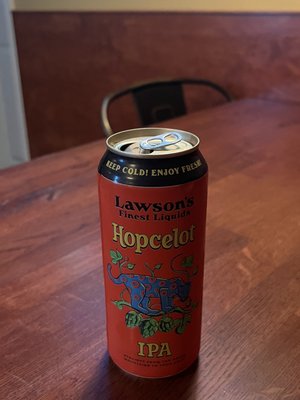 KEEP COLD! ENJOY FRESH
LAWSON'S
Finest Liquids
Hopcelot
IPA